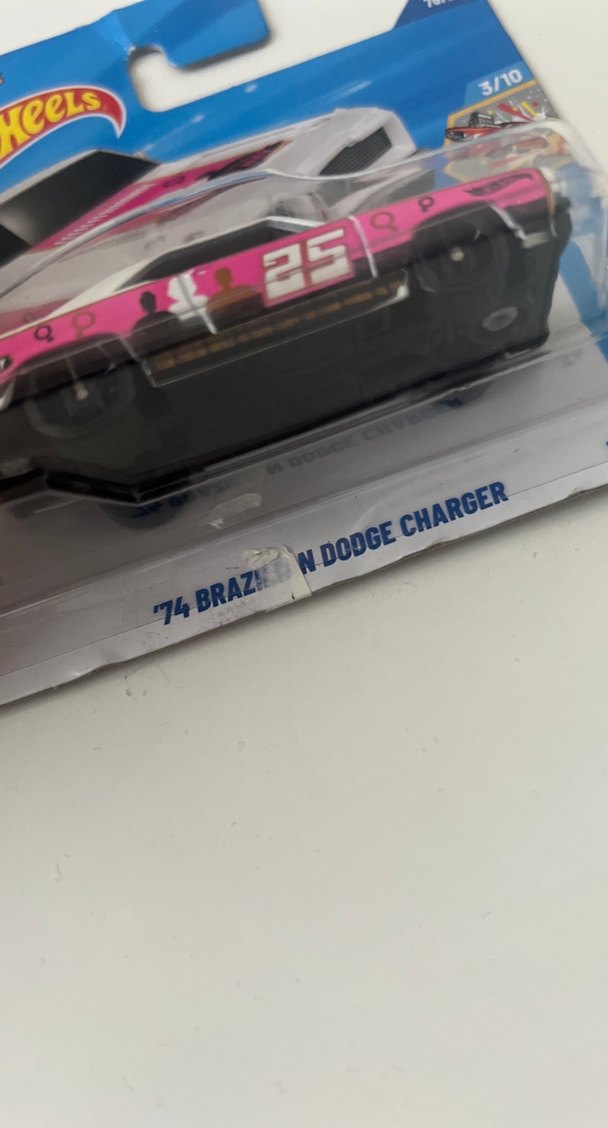 HEELS
3/10
25
'74 BRAZI N DODGE CHARGER